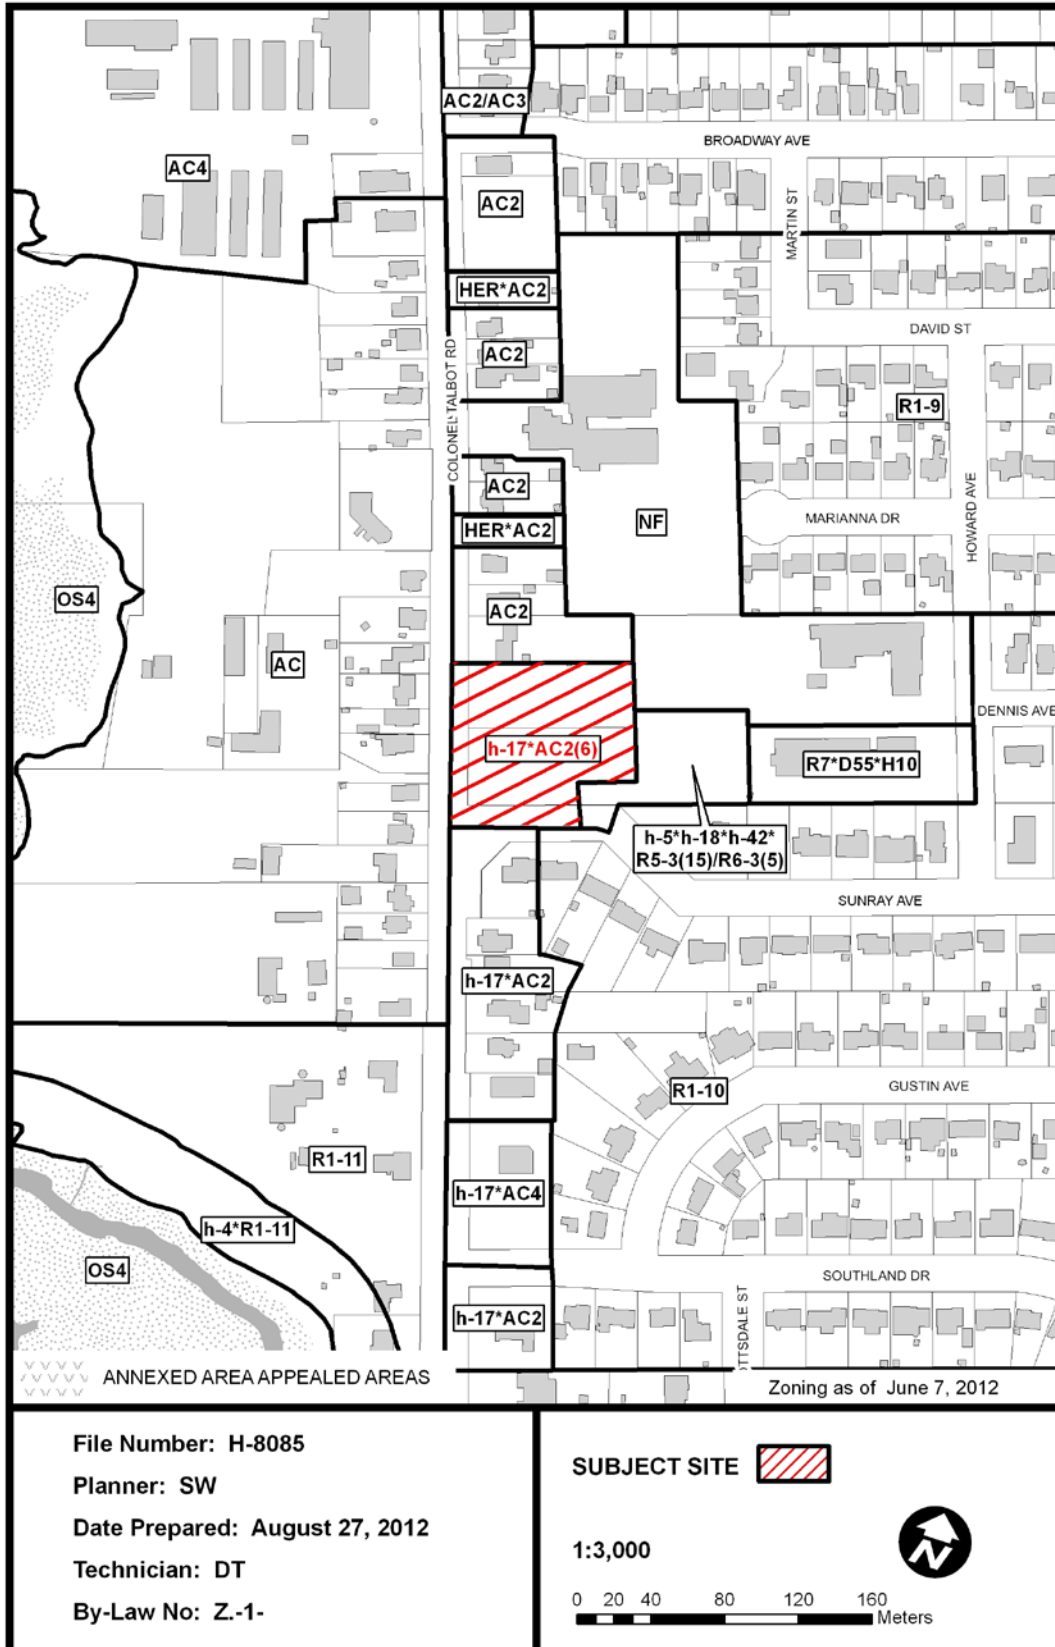 AC2/AC3
BROADWAY AVE
AC4
AC2
MARTIN ST
HER*AC2
DAVID ST
COLONEL TALBOT RD
AC2
R1-9
AC2
MARIANNA DR
HOWARD AVE
NF
HER*AC2
OS4
AC2
AC
DENNIS AVE
h-17*AC2(6)
R7*D55*H10
h-5*h-18*h-42*
R5-3(15)/R6-3(5)
SUNRAY AVE
h-17*AC2
R1-10
GUSTIN AVE
R1-11
h-17*AC4
h-4*R1-11
OS4
SOUTHLAND DR
h-17*AC2
OTTSDALE ST
ANNEXED AREA APPEALED AREAS
Zoning as of June 7, 2012
File Number: H-8085
Planner: SW
Date Prepared: August 27, 2012
Technician: DT
By-Law No: Z.-1-
SUBJECT SITE
1:3,000
N
0 20 40 80 120 160
Meters